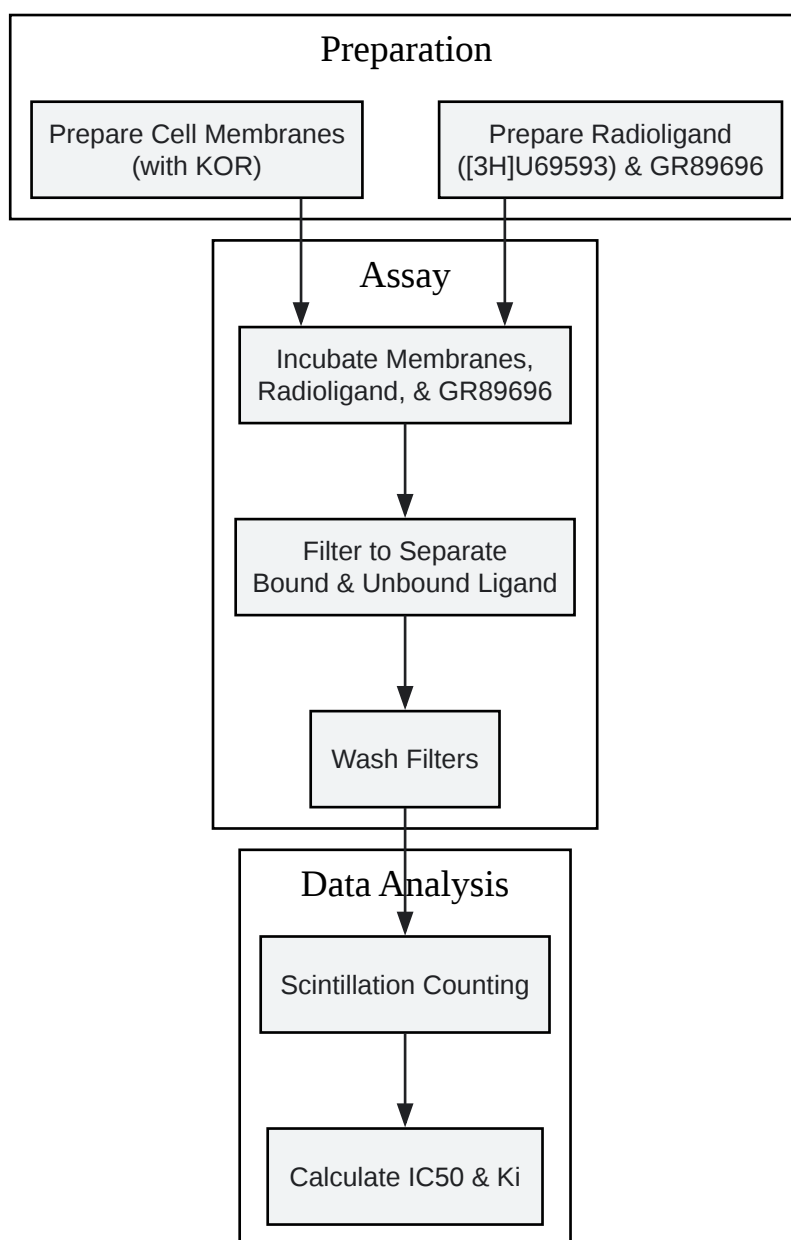 Preparation
Prepare Cell Membranes
(with KOR)
Prepare Radioligand
([3H]U69593) & GR89696
Assay
Incubate Membranes,
Radioligand, & GR89696
Filter to Separate
Bound & Unbound Ligand
Wash Filters
Data Analysis
Scintillation Counting
Calculate IC50 & Ki